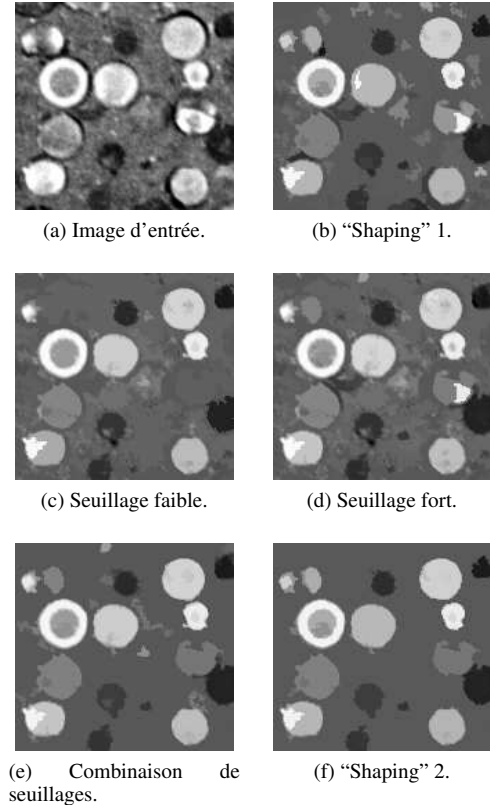 (a) Image d'entrée.
(b) “Shaping” 1.
(c) Seuillage faible.
(d) Seuillage fort.
(e) Combinaison de
seuillages.
(f) “Shaping” 2.